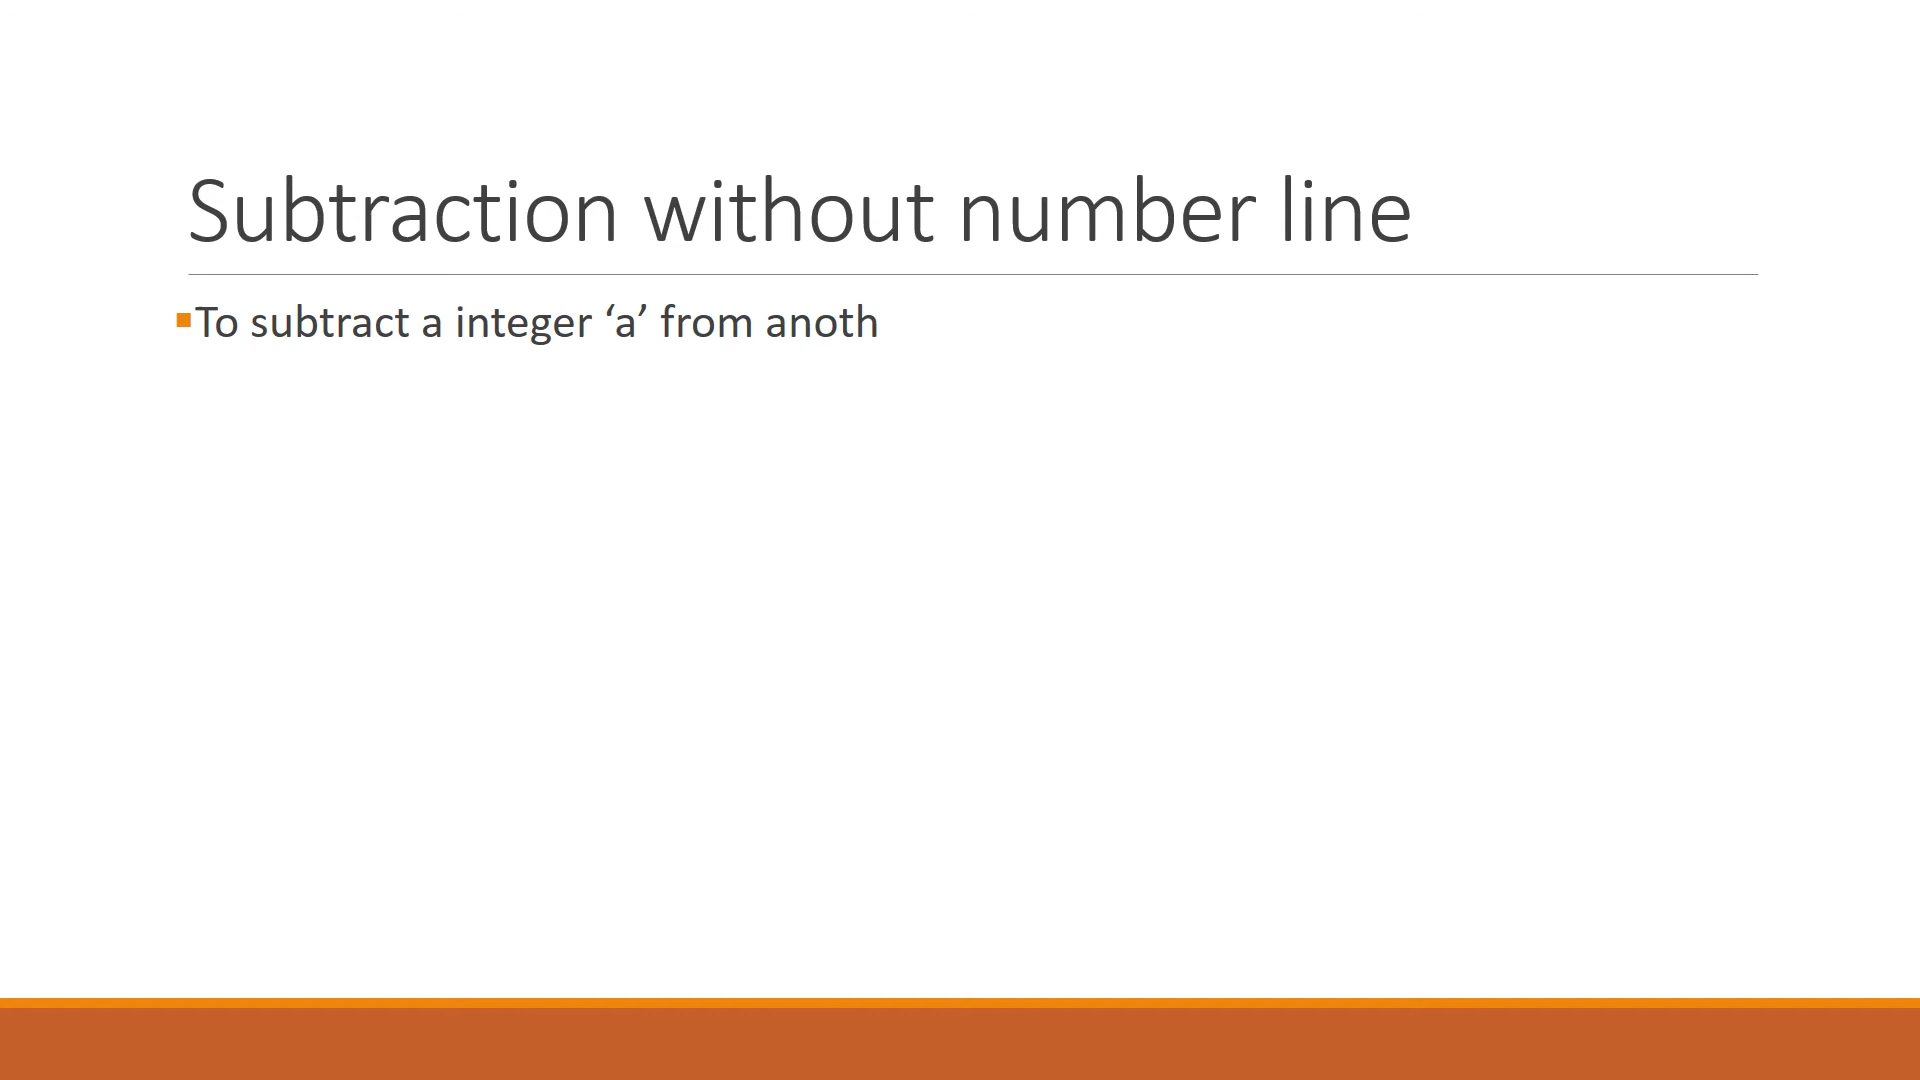 Subtraction without number line
▪To subtract a integer ‘a’ from anoth